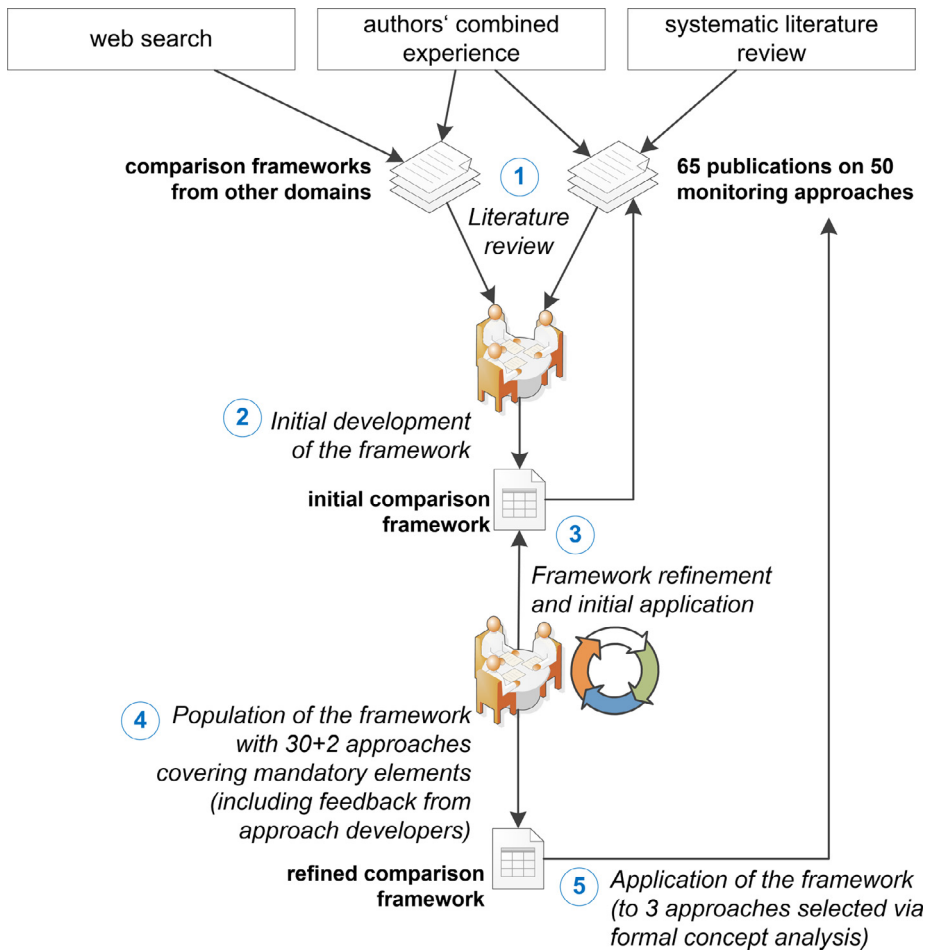 web search
authors‘ combined
experience
systematic literature
review
comparison frameworks
from other domains
1
65 publications on 50
monitoring approaches
Literature
review
2
Initial development
of the framework
initial comparison
framework
3
Framework refinement
and initial application
4
Population of the framework
with 30+2 approaches
covering mandatory elements
(including feedback from
approach developers)
refined comparison
framework
5
Application of the framework
(to 3 approaches selected via
formal concept analysis)